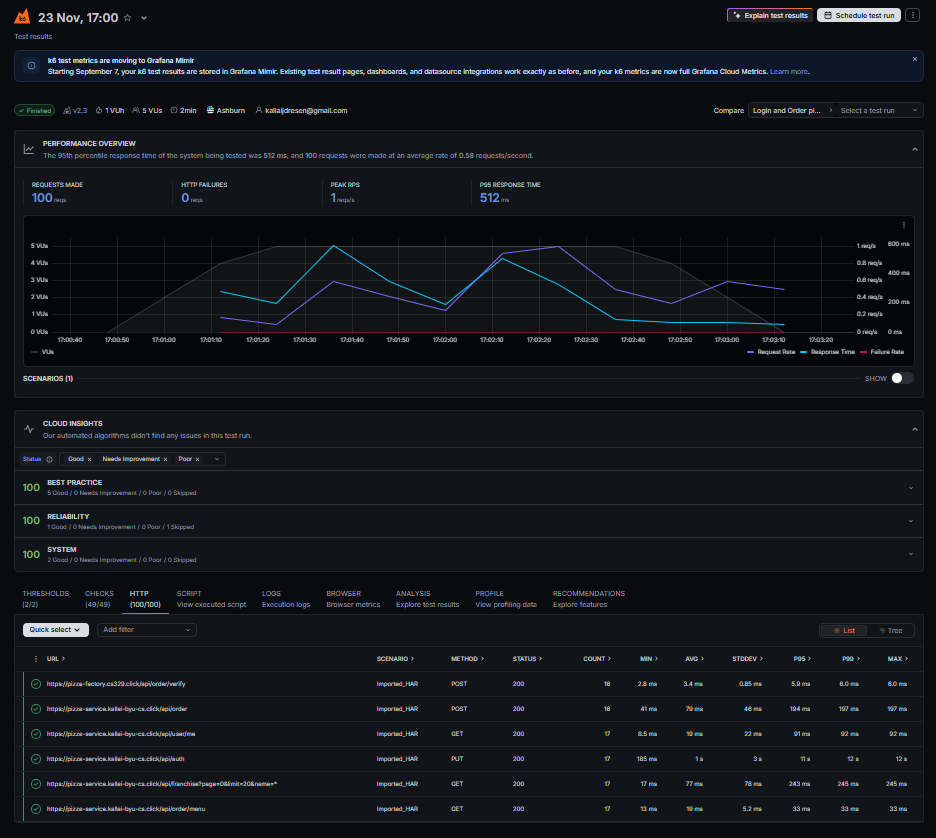 23 Nov, 17:00
Explain test results
Schedule test run
Test results
k6 test metrics are moving to Grafana Mimir
Starting September 7, your k6 test results are stored in Grafana Mimir. Existing test result pages, dashboards, and datasource integrations work exactly as before, and your k6 metrics are now full Grafana Cloud Metrics. Learn more.
Finished v2.3 1 VUh 5 VUs 2min Ashburn kallaijdresen@gmail.com
Compare Login and Order pi... Select a test run
PERFORMANCE OVERVIEW
The 95th percentile response time of the system being tested was 512 ms, and 100 requests were made at an average rate of 0.58 requests/second.
REQUESTS MADE HTTP FAILURES PEAK RPS P95 RESPONSE TIME
100 reqs 0 reqs 1 reqs/s 512 ms
5 VUs 1 req/s 600 ms
4 VUs 0.8 req/s
3 VUs 0.6 req/s 400 ms
2 VUs 0.4 req/s 200 ms
1 VUs 0.2 req/s
0 VUs 0 req/s 0 ms
17:00:40 17:00:50 17:01:00 17:01:10 17:01:20 17:01:30 17:01:40 17:01:50 17:02:00 17:02:10 17:02:20 17:02:30 17:02:40 17:02:50 17:03:00 17:03:10 17:03:20
VUs Request Rate Response Time Failure Rate
SCENARIOS (1) SHOW
CLOUD INSIGHTS
Our automated algorithms didn't find any issues in this test run.
Status Good × Needs Improvement × Poor ×
100 BEST PRACTICE
5 Good / 0 Needs Improvement / 0 Poor / 0 Skipped
100 RELIABILITY
1 Good / 0 Needs Improvement / 0 Poor / 1 Skipped
100 SYSTEM
2 Good / 0 Needs Improvement / 0 Poor / 0 Skipped
THRESHOLDS CHECKS HTTP SCRIPT LOGS BROWSER ANALYSIS PROFILE RECOMMENDATIONS
(2/2) (49/49) (100/100) View executed script Execution logs Browser metrics Explore test results View profiling data Explore features
Quick select Add filter List Tree
URL SCENARIO METHOD STATUS COUNT MIN AVG STDDEV P95 P99 MAX
https://pizza-factory.cs329.click/api/order/verify Imported_HAR POST 200 16 2.8 ms 3.4 ms 0.85 ms 5.9 ms 6.0 ms 6.0 ms
https://pizza-service.kallai-byu-cs.click/api/order Imported_HAR POST 200 16 41 ms 79 ms 46 ms 194 ms 197 ms 197 ms
https://pizza-service.kallai-byu-cs.click/api/user/me Imported_HAR GET 200 17 8.5 ms 19 ms 22 ms 91 ms 92 ms 92 ms
https://pizza-service.kallai-byu-cs.click/api/auth Imported_HAR PUT 200 17 185 ms 1 s 3 s 11 s 12 s 12 s
https://pizza-service.kallai-byu-cs.click/api/franchise?page=0&limit=20&name=* Imported_HAR GET 200 17 17 ms 77 ms 78 ms 243 ms 245 ms 245 ms
https://pizza-service.kallai-byu-cs.click/api/order/menu Imported_HAR GET 200 17 13 ms 19 ms 5.2 ms 33 ms 33 ms 33 ms